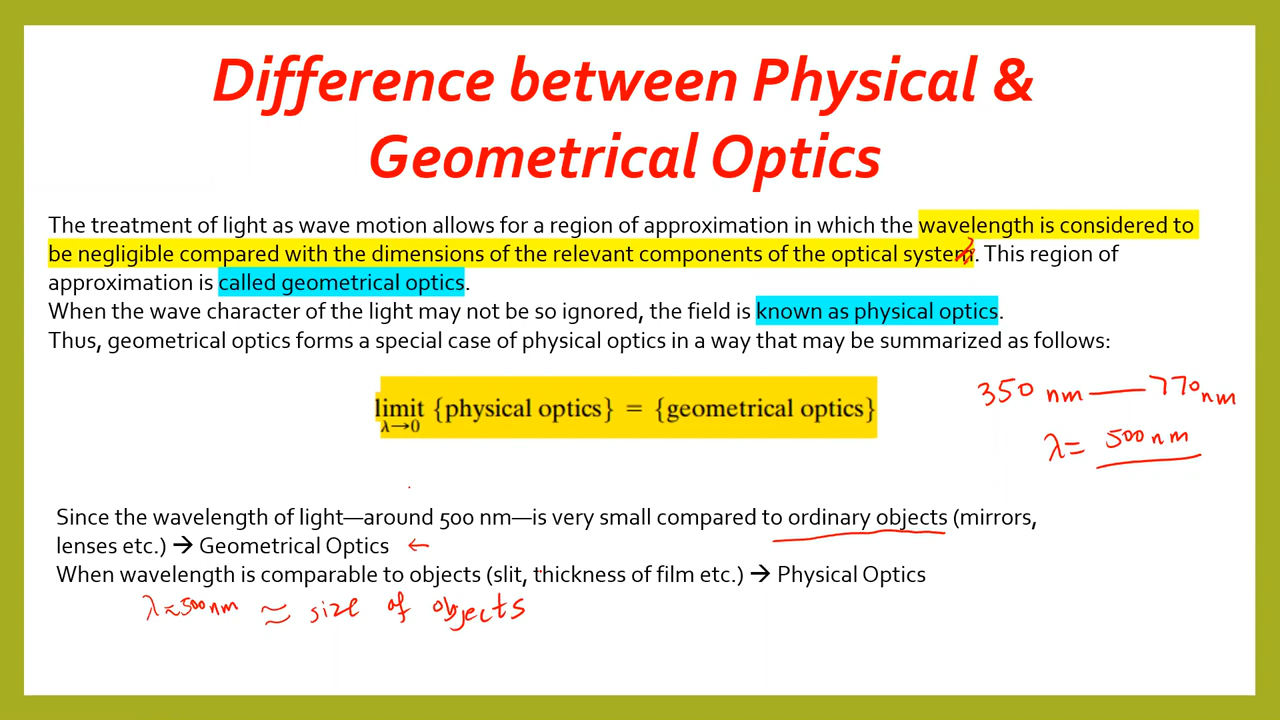 Difference between Physical &
Geometrical Optics
The treatment of light as wave motion allows for a region of approximation in which the wavelength is considered to
be negligible compared with the dimensions of the relevant components of the optical system. This region of
approximation is called geometrical optics.
When the wave character of the light may not be so ignored, the field is known as physical optics.
Thus, geometrical optics forms a special case of physical optics in a way that may be summarized as follows:
350 nm — 770 nm
limit {physical optics} = {geometrical optics}
λ→0
λ = 500 nm
Since the wavelength of light—around 500 nm—is very small compared to ordinary objects (mirrors,
lenses etc.) → Geometrical Optics ←
When wavelength is comparable to objects (slit, thickness of film etc.) → Physical Optics
λ≈500nm ≈ size of objects